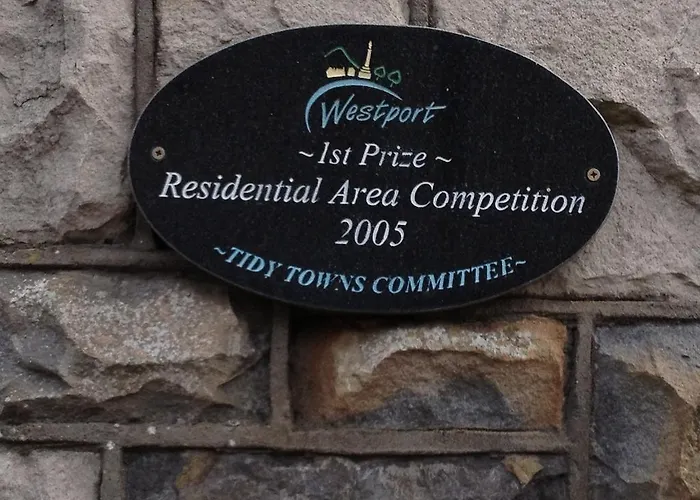 Westport
~1st Prize~
Residential Area Competition
2005
~TIDY TOWNS COMMITTEE~